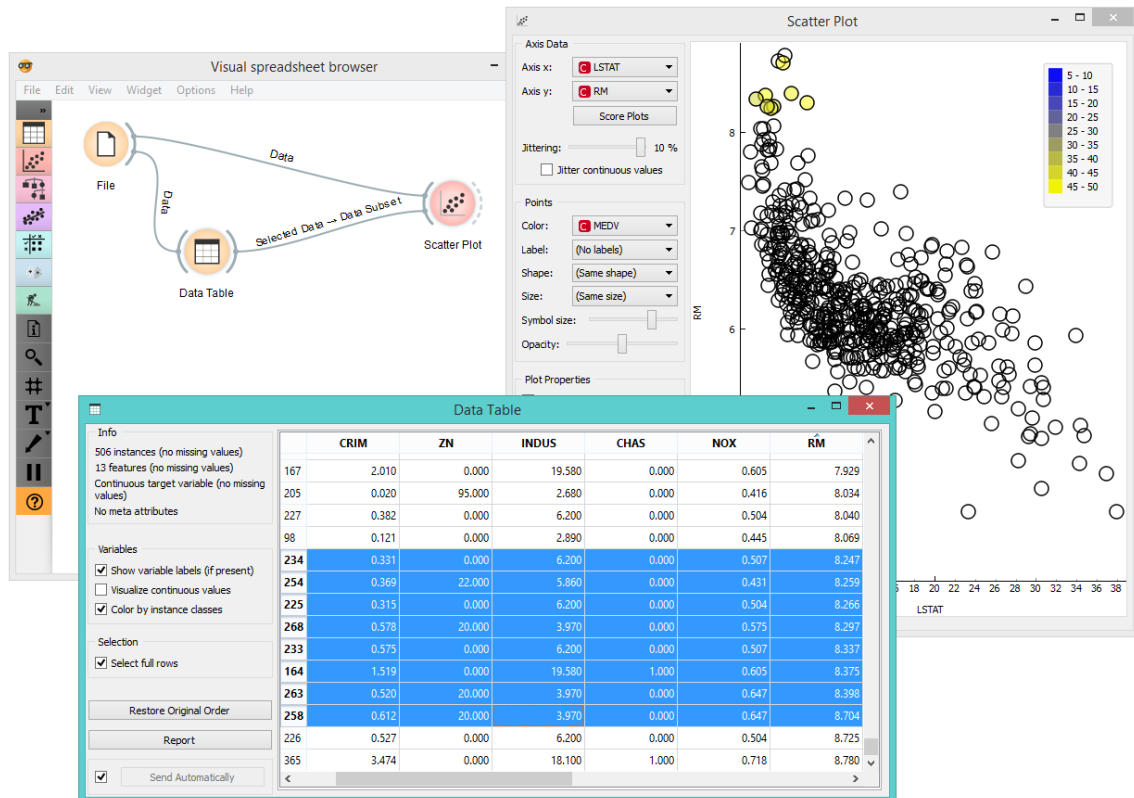 Visual spreadsheet browser
File Edit View Widget Options Help
File
Data
Data
Data Table
Selected Data → Data Subset
Scatter Plot
Scatter Plot
Axis Data
Axis x: C LSTAT
Axis y: C RM
Score Plots
Jittering: 10 %
Jitter continuous values
Points
Color: C MEDV
Label: (No labels)
Shape: (Same shape)
Size: (Same size)
Symbol size:
Opacity:
Plot Properties
5 - 10
10 - 15
15 - 20
20 - 25
25 - 30
30 - 35
35 - 40
40 - 45
45 - 50
8
7
6
RM
18 20 22 24 26 28 30 32 34 36 38
LSTAT
Data Table
Info
506 instances (no missing values)
13 features (no missing values)
Continuous target variable (no missing
values)
No meta attributes
Variables
Show variable labels (if present)
Visualize continuous values
Color by instance classes
Selection
Select full rows
Restore Original Order
Report
Send Automatically
CRIM ZN INDUS CHAS NOX RM
167 2.010 0.000 19.580 0.000 0.605 7.929
205 0.020 95.000 2.680 0.000 0.416 8.034
227 0.382 0.000 6.200 0.000 0.504 8.040
98 0.121 0.000 2.890 0.000 0.445 8.069
234 0.331 0.000 6.200 0.000 0.507 8.247
254 0.369 22.000 5.860 0.000 0.431 8.259
225 0.315 0.000 6.200 0.000 0.504 8.266
268 0.578 20.000 3.970 0.000 0.575 8.297
233 0.575 0.000 6.200 0.000 0.507 8.337
164 1.519 0.000 19.580 1.000 0.605 8.375
263 0.520 20.000 3.970 0.000 0.647 8.398
258 0.612 20.000 3.970 0.000 0.647 8.704
226 0.527 0.000 6.200 0.000 0.504 8.725
365 3.474 0.000 18.100 1.000 0.718 8.780